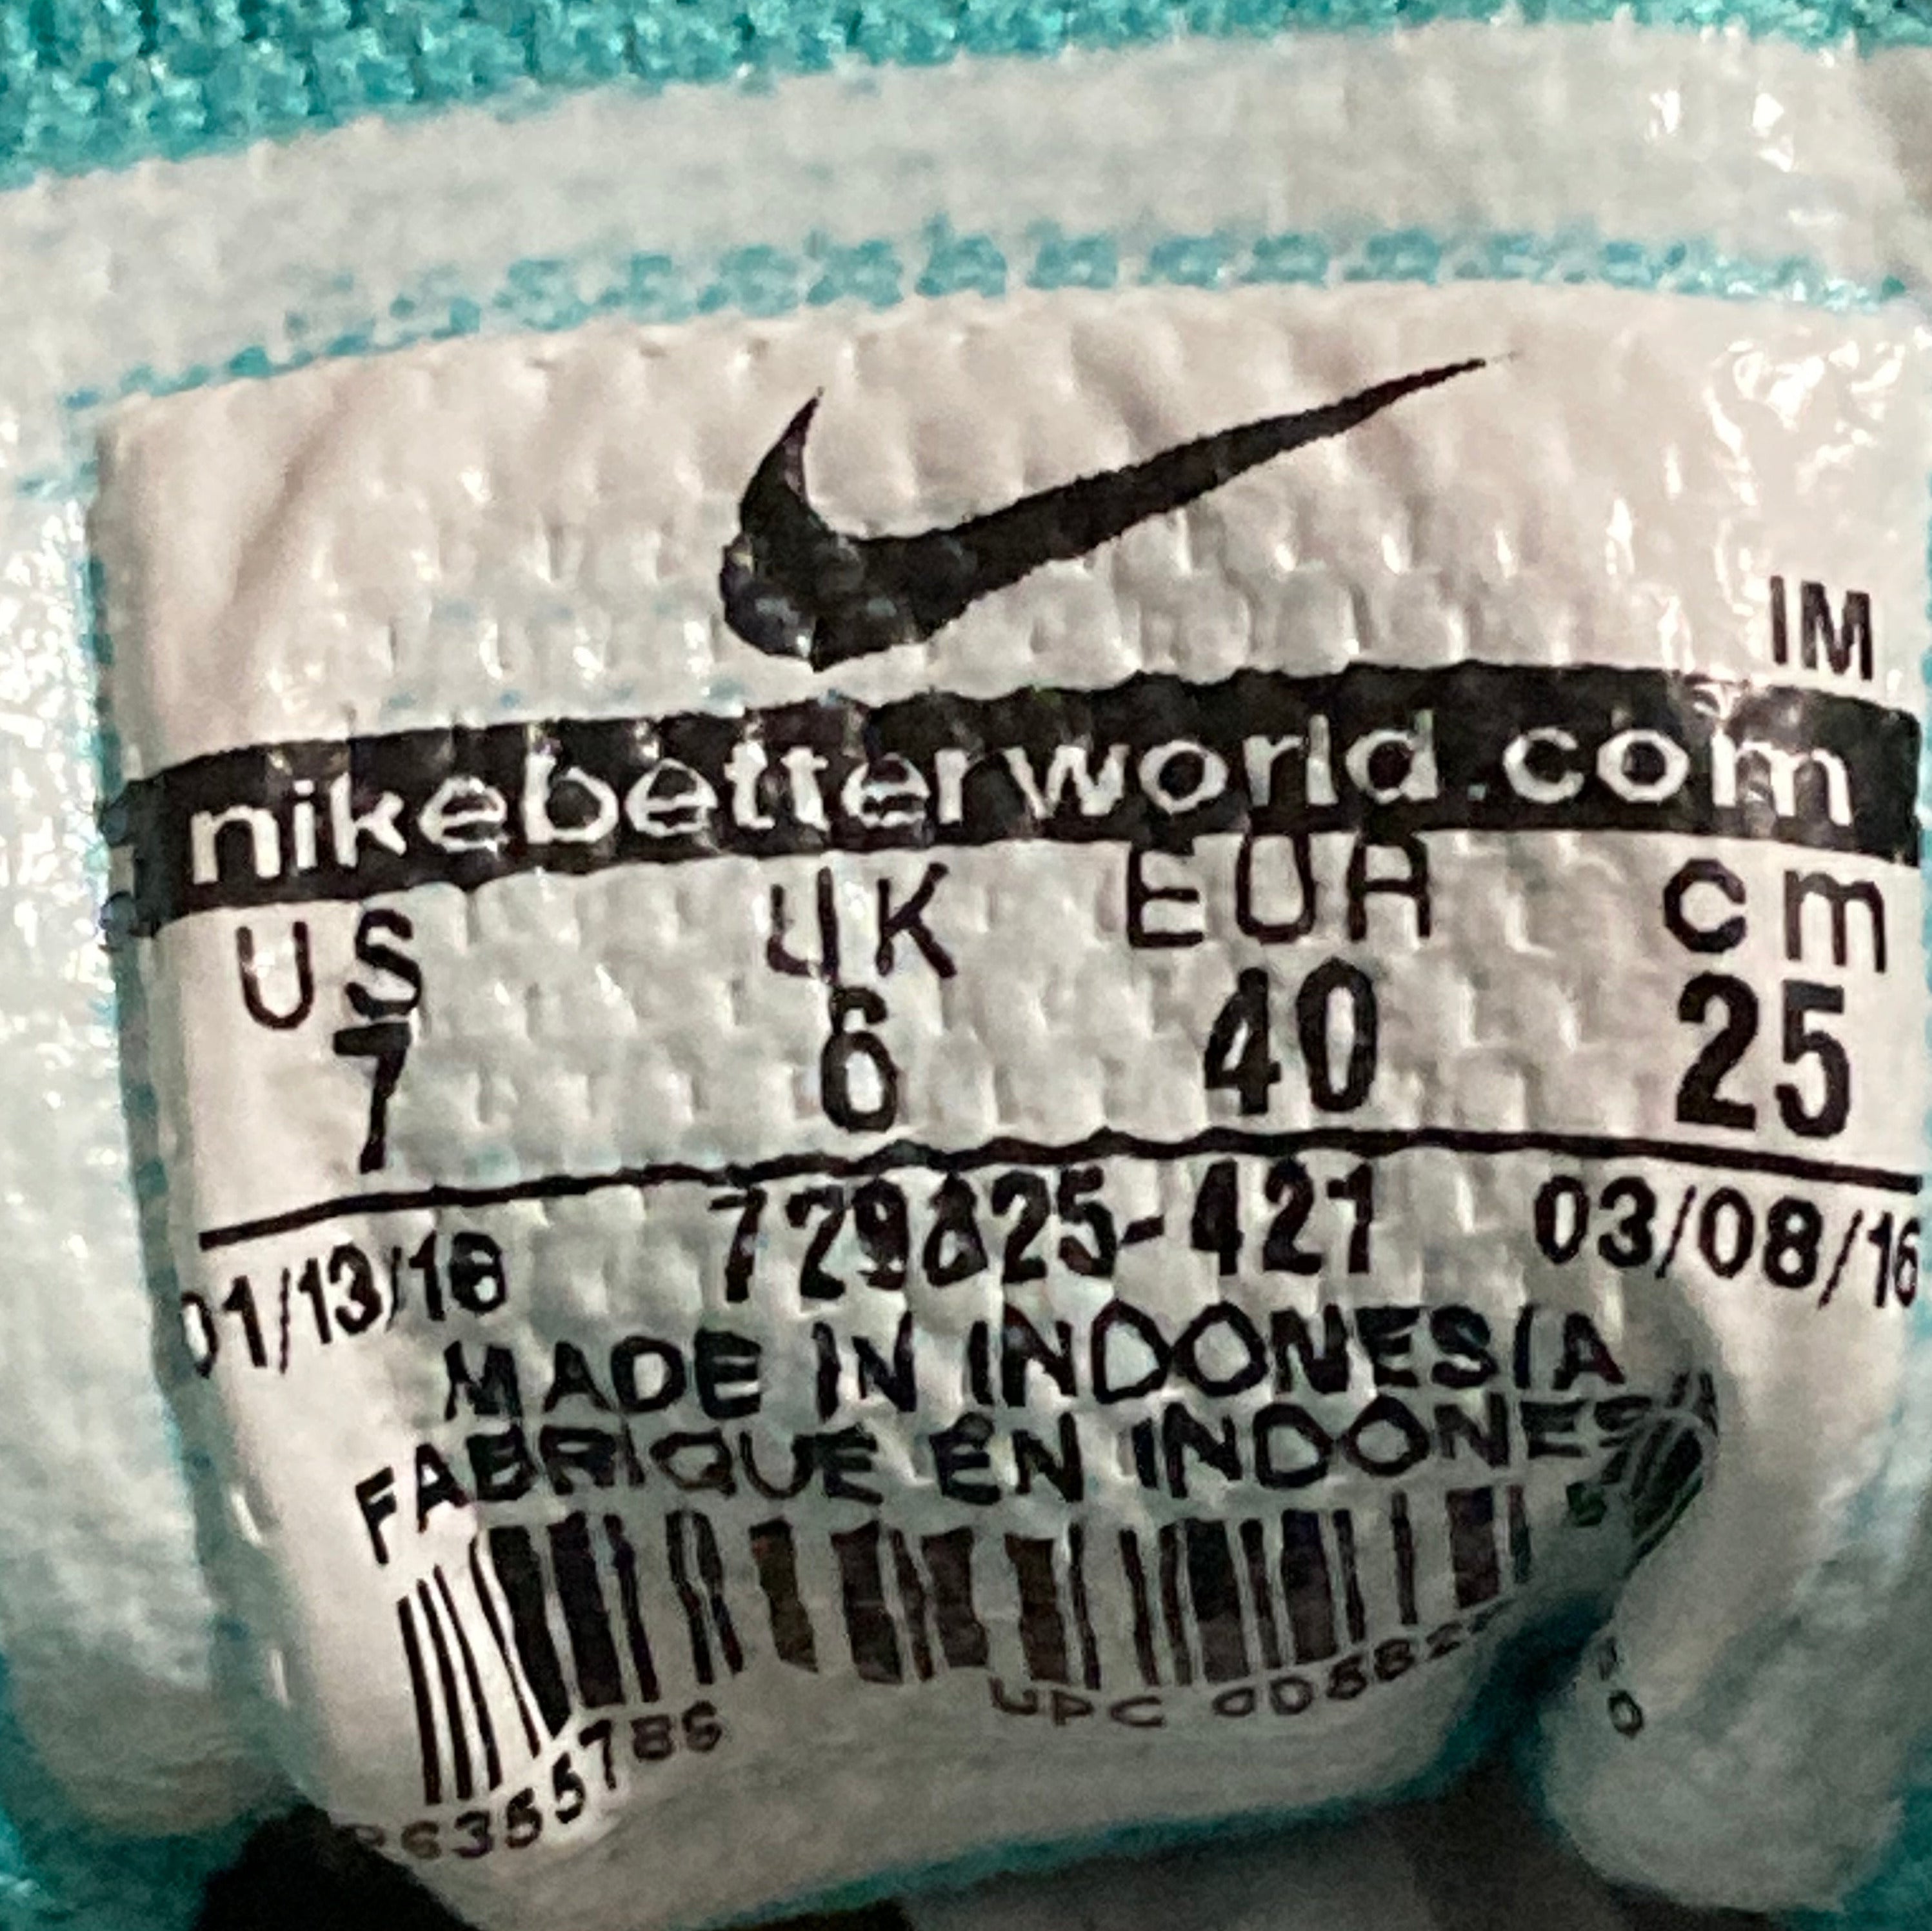 IM
nikebetterworld.com
US UK EUR cm
7 6 40 25
01/13/16 729825-421 03/08/16
MADE IN INDONESIA
FABRIQUE EN INDONES
UPC